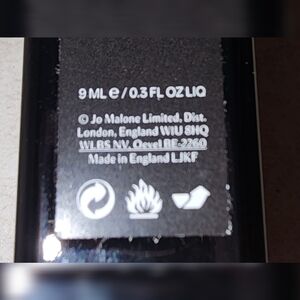 9 ML e / 0.3 FL OZ LIQ
© Jo Malone Limited, Dist.
London, England W1U 8HQ
WLBS NV. Oevel BE-2260
Made in England LJKF